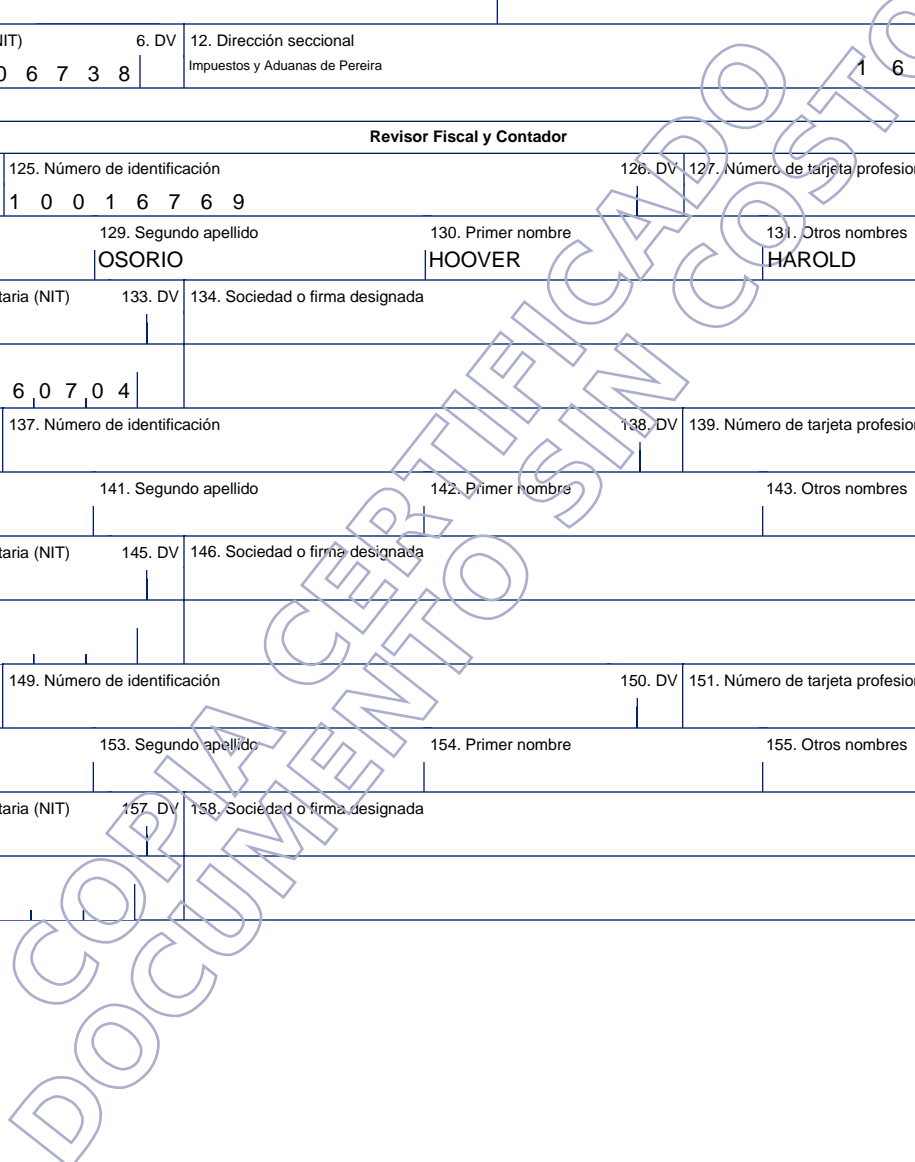 NIT) 6. DV 12. Dirección seccional
0 6 7 3 8 Impuestos y Aduanas de Pereira 1 6
Revisor Fiscal y Contador
125. Número de identificación 126. DV 127. Número de tarjeta profesion
1 0 0 1 6 7 6 9
129. Segundo apellido 130. Primer nombre 131. Otros nombres
OSORIO HOOVER HAROLD
taria (NIT) 133. DV 134. Sociedad o firma designada
6 0 7 0 4
137. Número de identificación 138. DV 139. Número de tarjeta profesion
141. Segundo apellido 142. Primer nombre 143. Otros nombres
taria (NIT) 145. DV 146. Sociedad o firma designada
149. Número de identificación 150. DV 151. Número de tarjeta profesion
153. Segundo apellido 154. Primer nombre 155. Otros nombres
taria (NIT) 157. DV 158. Sociedad o firma designada
COPIA CERTIFICADO
DOCUMENTO SIN COSTO